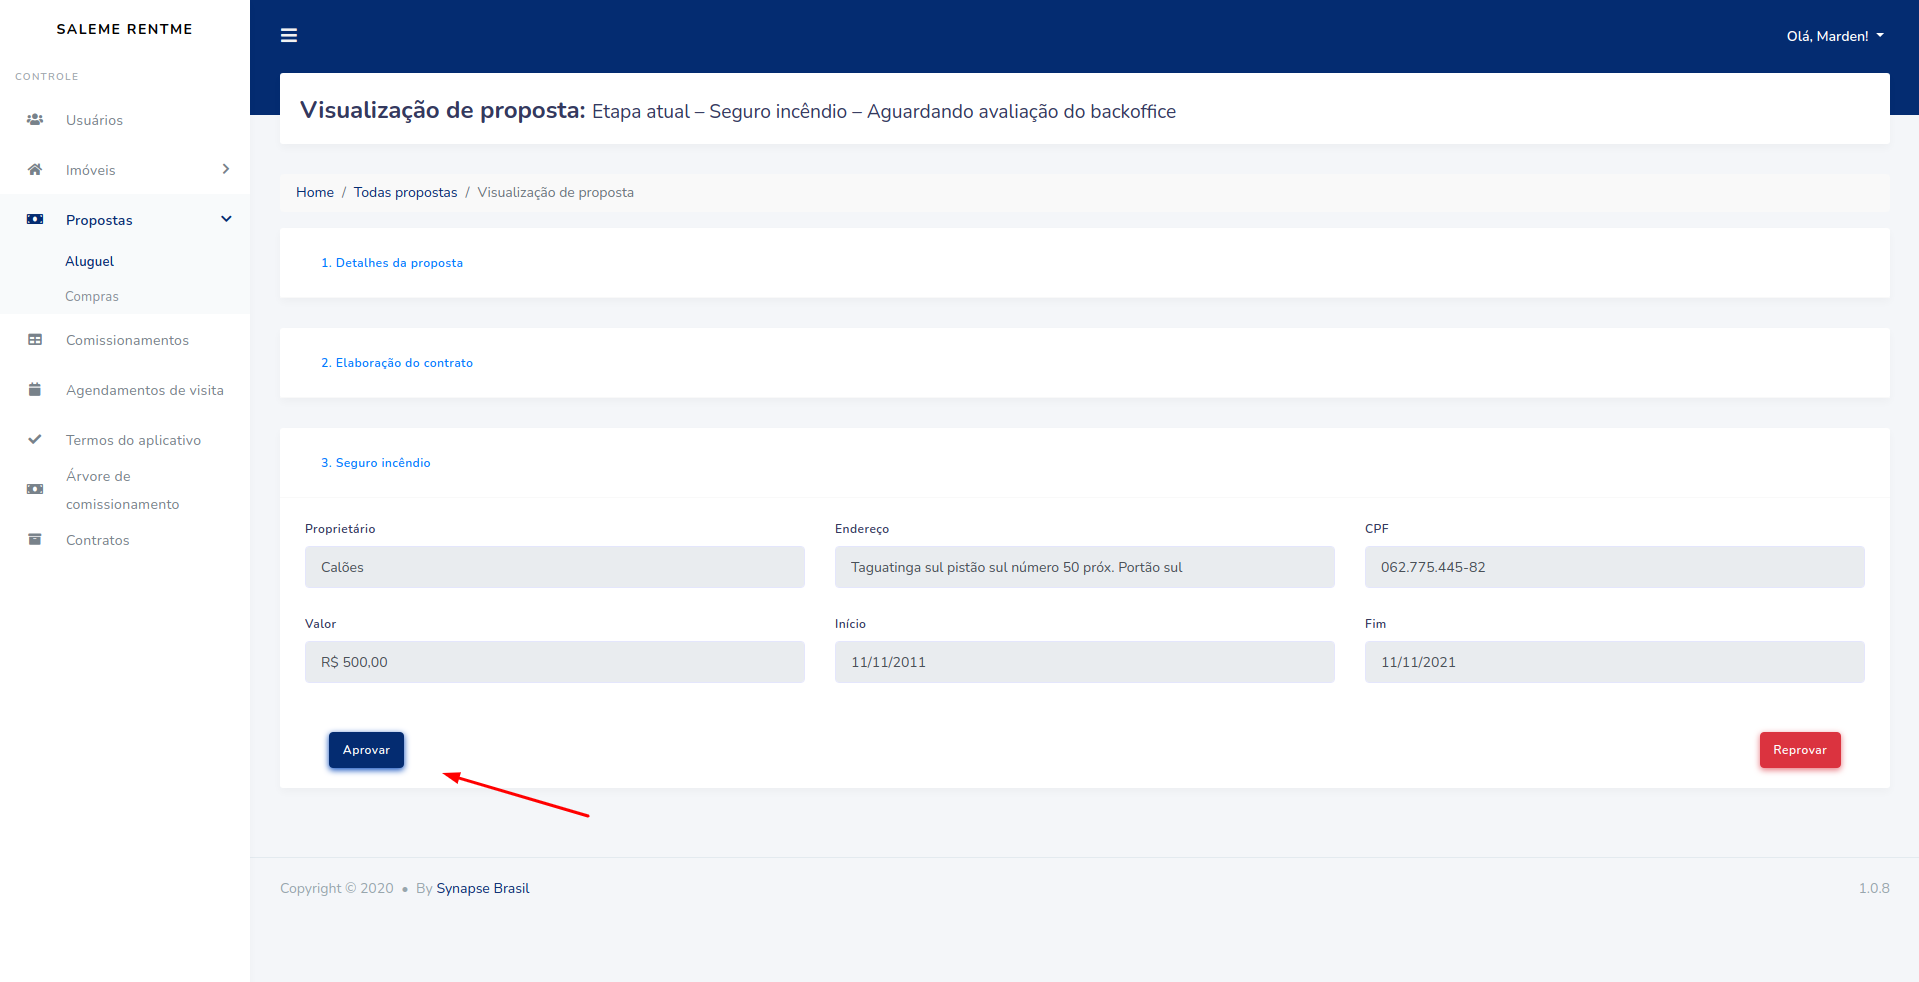 SALEME RENTME
CONTROLE
Usuários
Imóveis
Propostas
Aluguel
Compras
Comissionamentos
Agendamentos de visita
Termos do aplicativo
Árvore de
comissionamento
Contratos
Olá, Marden!
Visualização de proposta: Etapa atual – Seguro incêndio – Aguardando avaliação do backoffice
Home / Todas propostas / Visualização de proposta
1. Detalhes da proposta
2. Elaboração do contrato
3. Seguro incêndio
Proprietário Endereço CPF
Calões Taguatinga sul pistão sul número 50 próx. Portão sul 062.775.445-82
Valor Início Fim
R$ 500,00 11/11/2011 11/11/2021
Aprovar Reprovar
Copyright © 2020 • By Synapse Brasil 1.0.8